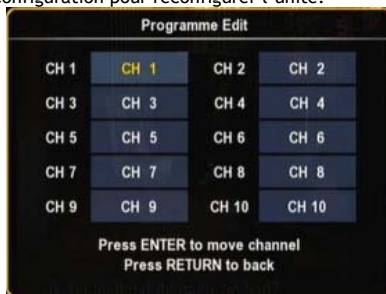 configuration pour reconfigurer l'unité.
Programme Edit
CH 1 CH 1 CH 2 CH 2
CH 3 CH 3 CH 4 CH 4
CH 5 CH 5 CH 6 CH 6
CH 7 CH 7 CH 8 CH 8
CH 9 CH 9 CH 10 CH 10
Press ENTER to move channel
Press RETURN to back